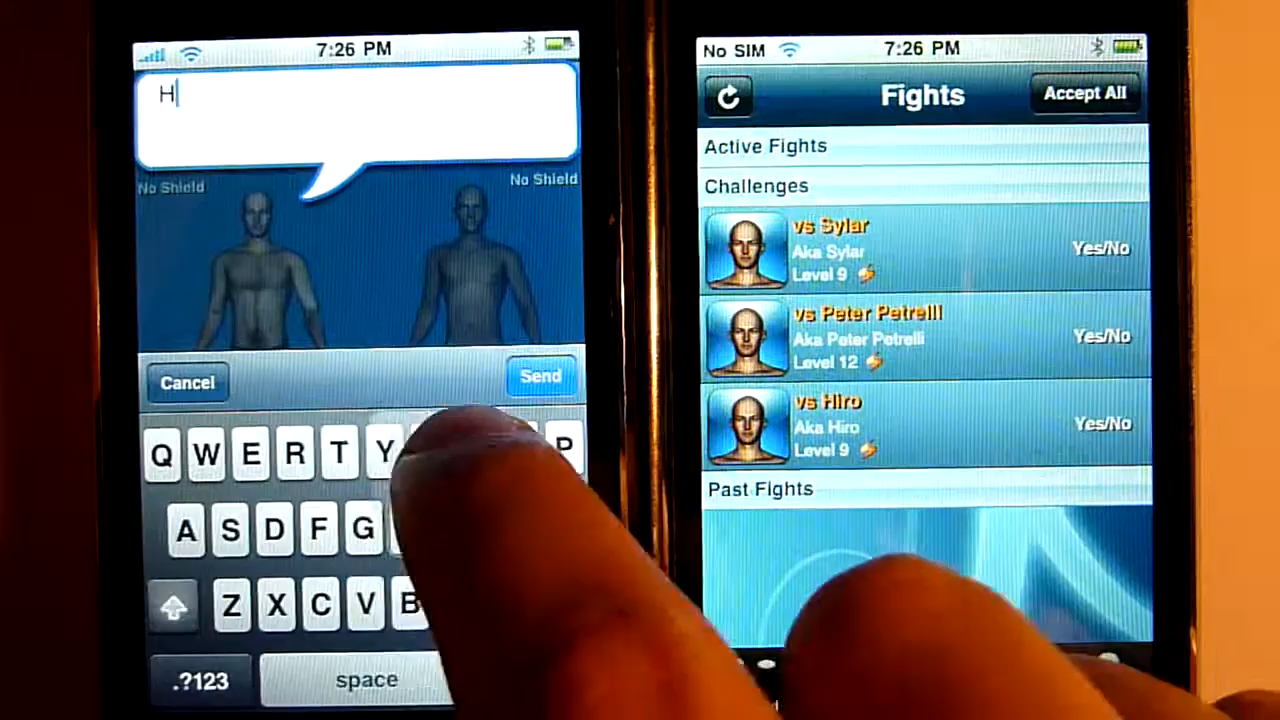 7:26 PM
H
No Shield
No Shield
Cancel
Send
Q W E R T Y P
A S D F G
Z X C V B
.?123
space
No SIM
7:26 PM
Fights
Accept All
Active Fights
Challenges
vs Sylar
Aka Sylar
Level 9
Yes/No
vs Peter Petrelli
Aka Peter Petrelli
Level 12
Yes/No
vs Hiro
Aka Hiro
Level 9
Yes/No
Past Fights